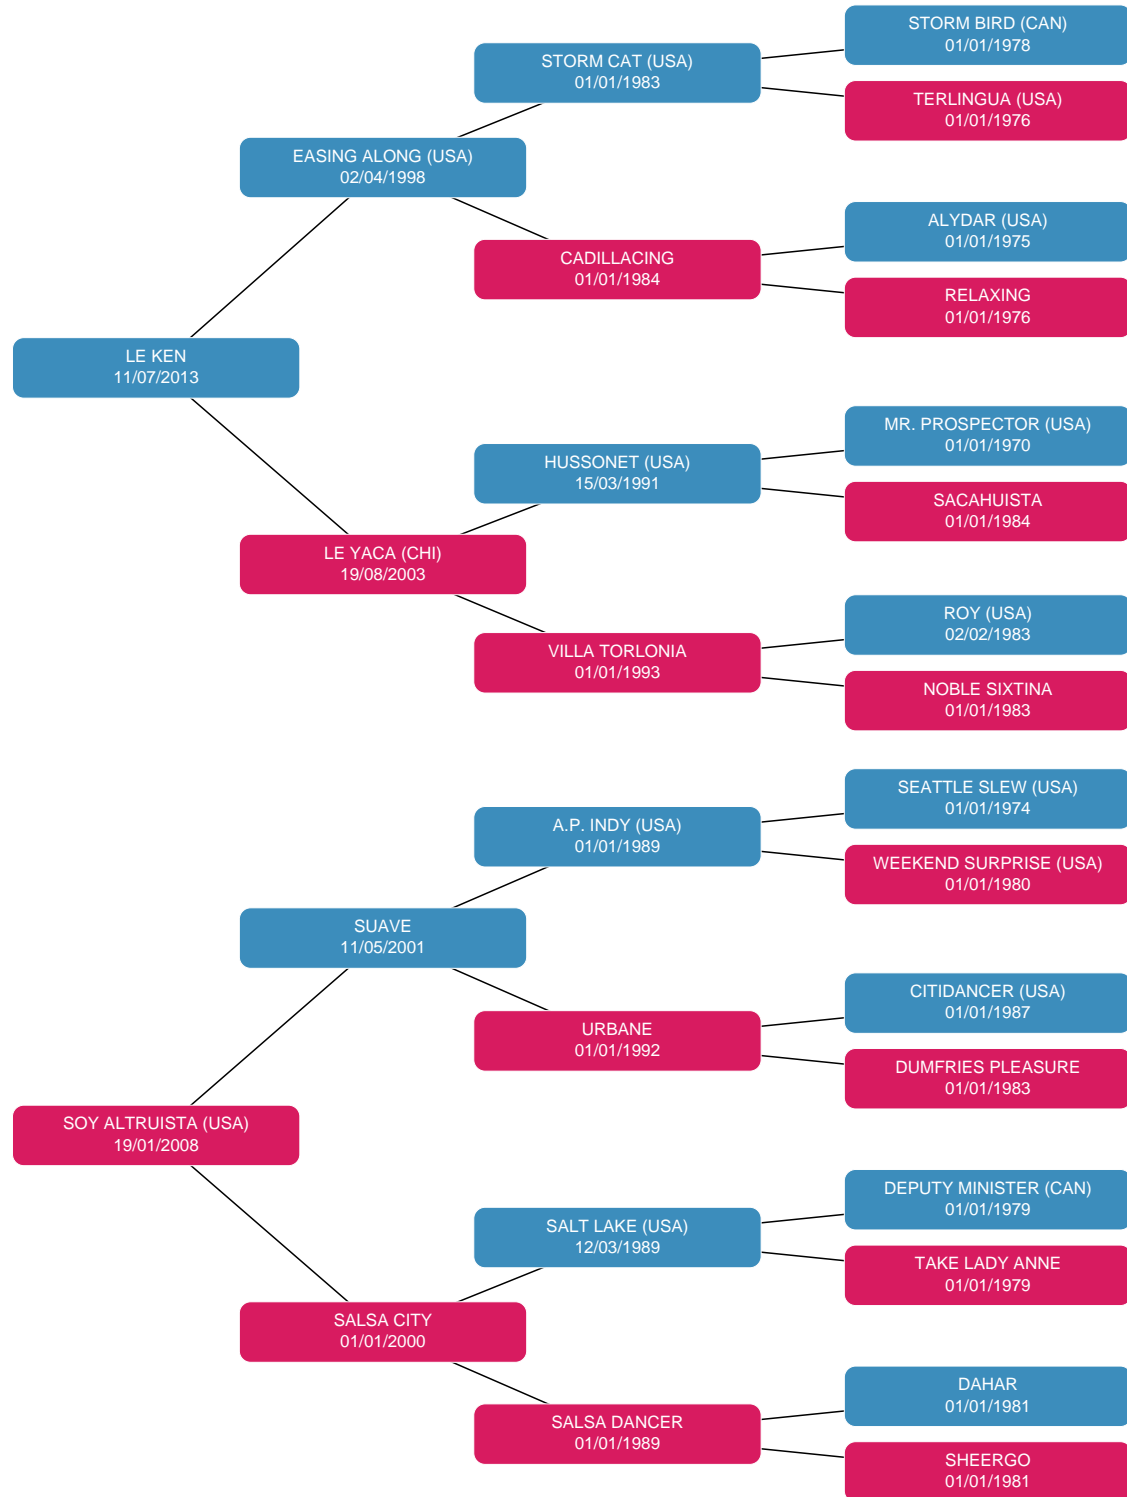 STORM BIRD (CAN)
01/01/1978
STORM CAT (USA)
01/01/1983
TERLINGUA (USA)
01/01/1976
EASING ALONG (USA)
02/04/1998
ALYDAR (USA)
01/01/1975
CADILLACING
01/01/1984
RELAXING
01/01/1976
LE KEN
11/07/2013
MR. PROSPECTOR (USA)
01/01/1970
HUSSONET (USA)
15/03/1991
SACAHUISTA
01/01/1984
LE YACA (CHI)
19/08/2003
ROY (USA)
02/02/1983
VILLA TORLONIA
01/01/1993
NOBLE SIXTINA
01/01/1983
SEATTLE SLEW (USA)
01/01/1974
A.P. INDY (USA)
01/01/1989
WEEKEND SURPRISE (USA)
01/01/1980
SUAVE
11/05/2001
CITIDANCER (USA)
01/01/1987
URBANE
01/01/1992
DUMFRIES PLEASURE
01/01/1983
SOY ALTRUISTA (USA)
19/01/2008
DEPUTY MINISTER (CAN)
01/01/1979
SALT LAKE (USA)
12/03/1989
TAKE LADY ANNE
01/01/1979
SALSA CITY
01/01/2000
DAHAR
01/01/1981
SALSA DANCER
01/01/1989
SHEERGO
01/01/1981